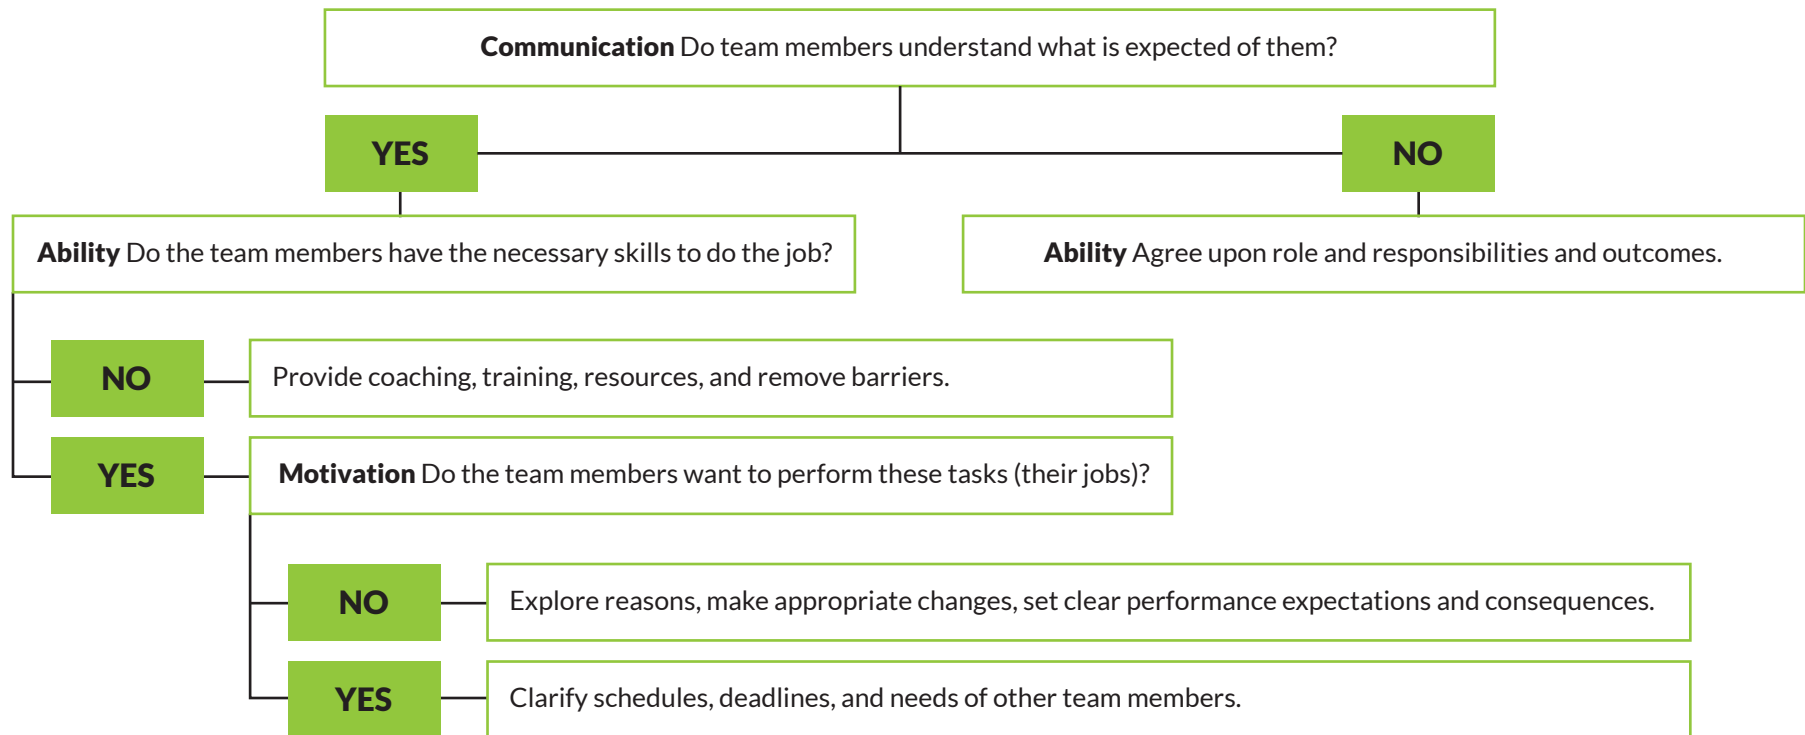 Communication Do team members understand what is expected of them?
YES
NO
Ability Do the team members have the necessary skills to do the job?
Ability Agree upon role and responsibilities and outcomes.
NO
Provide coaching, training, resources, and remove barriers.
YES
Motivation Do the team members want to perform these tasks (their jobs)?
NO
Explore reasons, make appropriate changes, set clear performance expectations and consequences.
YES
Clarify schedules, deadlines, and needs of other team members.